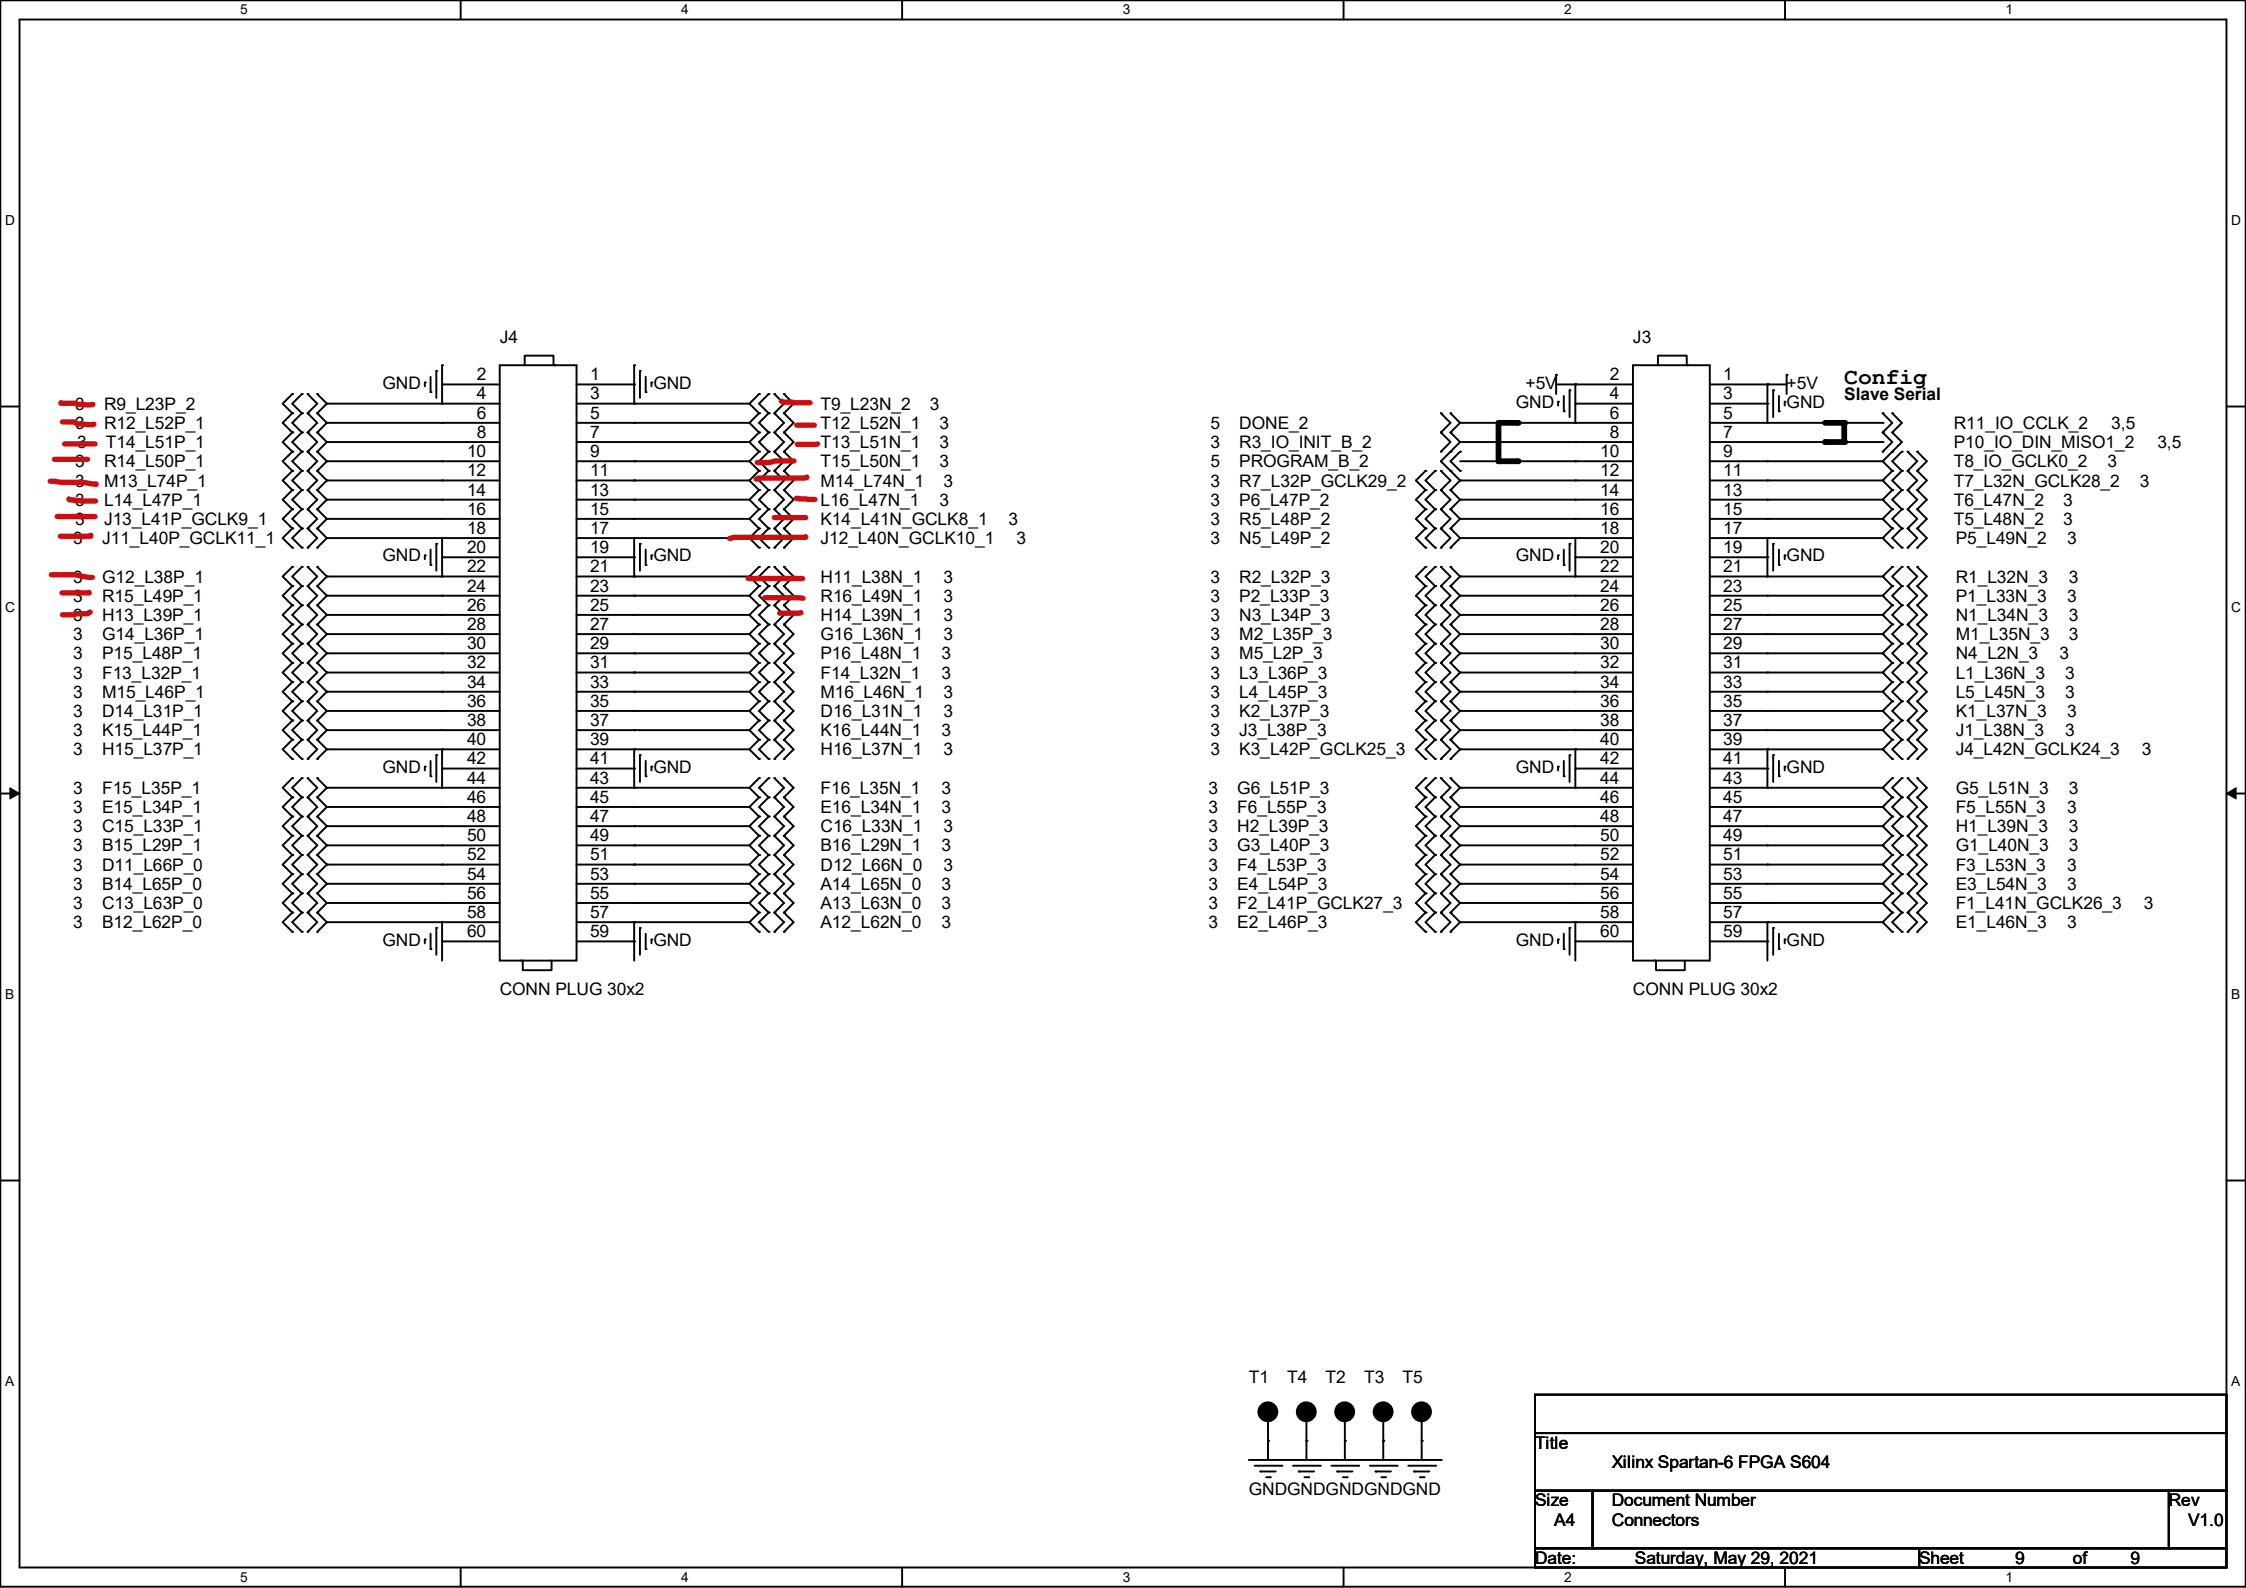 5 4 3 2 1
D D
J4 J3
GND 2 1 GND +5V 2 1 +5V Config
4 3 GND 4 3 GND Slave Serial
3 R9_L23P_2 6 5 T9_L23N_2 3 6 5
3 R12_L52P_1 8 7 T12_L52N_1 3 5 DONE_2 8 7 R11_IO_CCLK_2 3,5
3 T14_L51P_1 10 9 T13_L51N_1 3 3 R3_IO_INIT_B_2 10 9 P10_IO_DIN_MISO1_2 3,5
3 R14_L50P_1 12 11 T15_L50N_1 3 5 PROGRAM_B_2 12 11 T8_IO_GCLK0_2 3
3 M13_L74P_1 14 13 M14_L74N_1 3 3 R7_L32P_GCLK29_2 14 13 T7_L32N_GCLK28_2 3
3 L14_L47P_1 16 15 L16_L47N_1 3 3 P6_L47P_2 16 15 T6_L47N_2 3
3 J13_L41P_GCLK9_1 18 17 K14_L41N_GCLK8_1 3 3 R5_L48P_2 18 17 T5_L48N_2 3
3 J11_L40P_GCLK11_1 J12_L40N_GCLK10_1 3 3 N5_L49P_2 P5_L49N_2 3
GND 20 19 GND GND 20 19 GND
22 21 22 21
C 3 G12_L38P_1 24 23 H11_L38N_1 3 3 R2_L32P_3 24 23 R1_L32N_3 3 C
3 R15_L49P_1 26 25 R16_L49N_1 3 3 P2_L33P_3 26 25 P1_L33N_3 3
3 H13_L39P_1 28 27 H14_L39N_1 3 3 N3_L34P_3 28 27 N1_L34N_3 3
3 G14_L36P_1 30 29 G16_L36N_1 3 3 M2_L35P_3 30 29 M1_L35N_3 3
3 P15_L48P_1 32 31 P16_L48N_1 3 3 M5_L2P_3 32 31 N4_L2N_3 3
3 F13_L32P_1 34 33 F14_L32N_1 3 3 L3_L36P_3 34 33 L1_L36N_3 3
3 M15_L46P_1 36 35 M16_L46N_1 3 3 L4_L45P_3 36 35 L5_L45N_3 3
3 D14_L31P_1 38 37 D16_L31N_1 3 3 K2_L37P_3 38 37 K1_L37N_3 3
3 K15_L44P_1 40 39 K16_L44N_1 3 3 J3_L38P_3 40 39 J1_L38N_3 3
3 H15_L37P_1 H16_L37N_1 3 3 K3_L42P_GCLK25_3 J4_L42N_GCLK24_3 3
GND 42 41 GND GND 42 41 GND
44 43 44 43
3 F15_L35P_1 46 45 F16_L35N_1 3 3 G6_L51P_3 46 45 G5_L51N_3 3
3 E15_L34P_1 48 47 E16_L34N_1 3 3 F6_L55P_3 48 47 F5_L55N_3 3
3 C15_L33P_1 50 49 C16_L33N_1 3 3 H2_L39P_3 50 49 H1_L39N_3 3
3 B15_L29P_1 52 51 B16_L29N_1 3 3 G3_L40P_3 52 51 G1_L40N_3 3
3 D11_L66P_0 54 53 D12_L66N_0 3 3 F4_L53P_3 54 53 F3_L53N_3 3
3 B14_L65P_0 56 55 A14_L65N_0 3 3 E4_L54P_3 56 55 E3_L54N_3 3
3 C13_L63P_0 58 57 A13_L63N_0 3 3 F2_L41P_GCLK27_3 58 57 F1_L41N_GCLK26_3 3
3 B12_L62P_0 A12_L62N_0 3 3 E2_L46P_3 E1_L46N_3 3
GND 60 59 GND GND 60 59 GND
CONN PLUG 30x2 CONN PLUG 30x2
B B
T1 T4 T2 T3 T5
A A
GND GND GND GND GND
Title
Xilinx Spartan-6 FPGA S604
Size Document Number Rev
A4 Connectors V1.0
Date: Saturday, May 29, 2021 Sheet 9 of 9
5 4 3 2 1